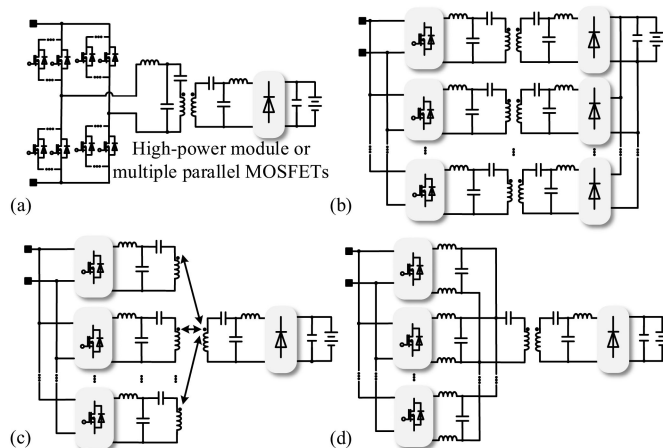 High-power module or
multiple parallel MOSFETs
(a)
(b)
(c)
(d)